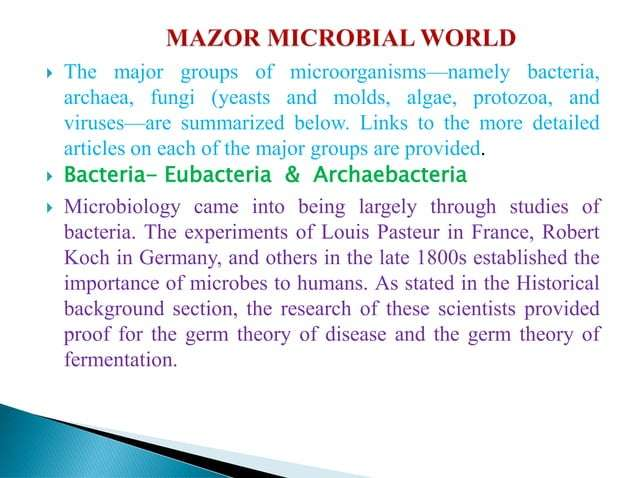 MAZOR MICROBIAL WORLD
The major groups of microorganisms—namely bacteria,
archaea, fungi (yeasts and molds, algae, protozoa, and
viruses—are summarized below. Links to the more detailed
articles on each of the major groups are provided.
Bacteria- Eubacteria & Archaebacteria
Microbiology came into being largely through studies of
bacteria. The experiments of Louis Pasteur in France, Robert
Koch in Germany, and others in the late 1800s established the
importance of microbes to humans. As stated in the Historical
background section, the research of these scientists provided
proof for the germ theory of disease and the germ theory of
fermentation.